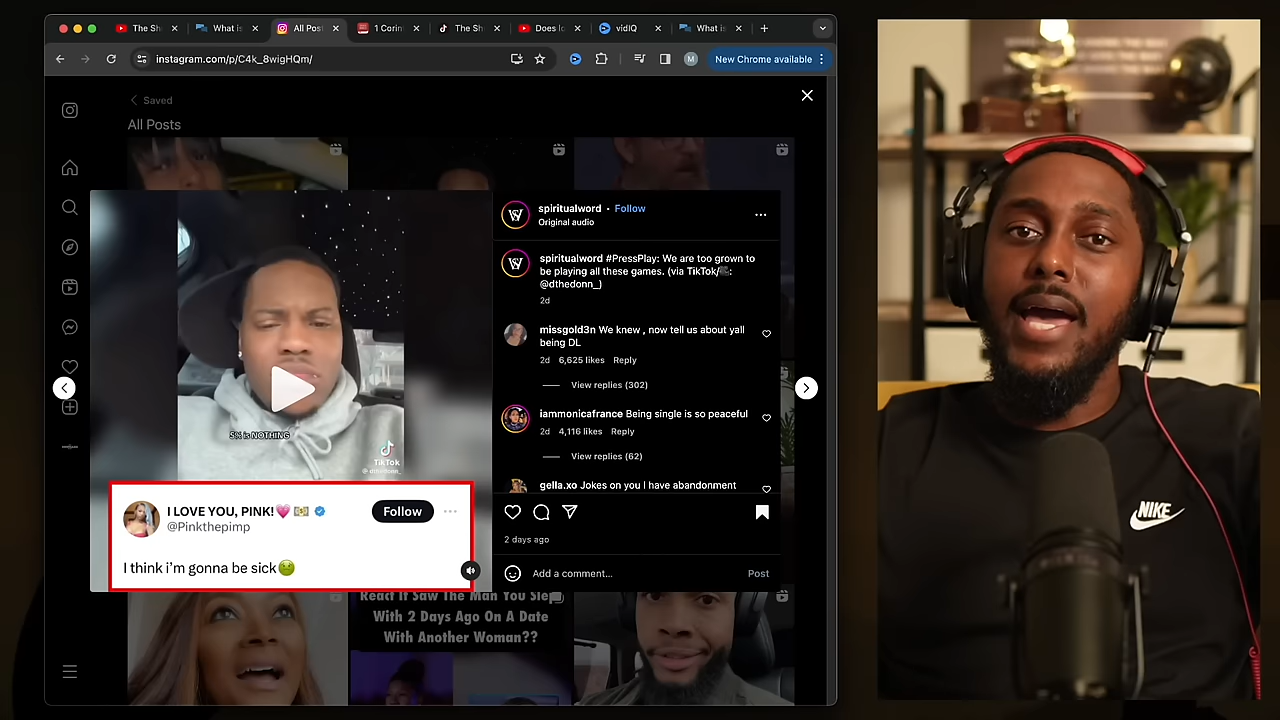 The Sh
What is
All Post
1 Corin
The Sh
Does lo
vidIQ
What is
instagram.com/p/C4k_8wigHQm/
M
New Chrome available
Saved
All Posts
5% is NOTHING
TikTok
I LOVE YOU, PINK!
@Pinkthepimp
Follow
I think i'm gonna be sick
spiritualword • Follow
Original audio
spiritualword #PressPlay: We are too grown to
be playing all these games. (via TikTok/
:
@dthedonn_)
2d
missgold3n We knew , now tell us about yall
being DL
2d 6,625 likes Reply
View replies (302)
iammonicafrance Being single is so peaceful
2d 4,116 likes Reply
View replies (62)
gella.xo Jokes on you I have abandonment
2 days ago
Add a comment...
Post
React If Saw The Man You
With 2 Days Ago On A Date
With Another Woman??
NIKE